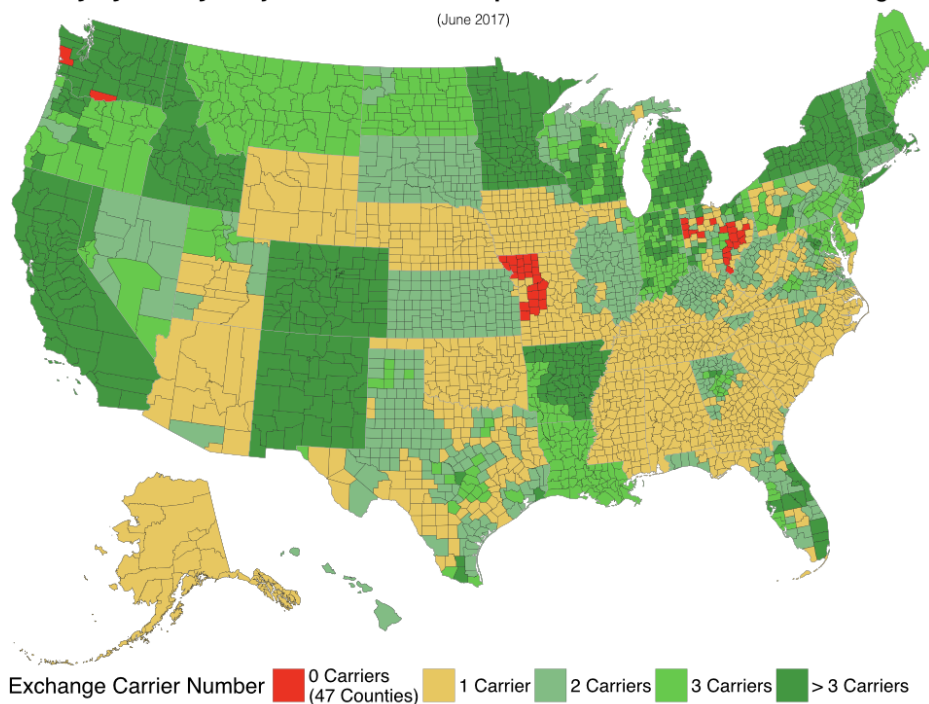 (June 2017)
Exchange Carrier Number
0 Carriers
(47 Counties)
1 Carrier
2 Carriers
3 Carriers
> 3 Carriers